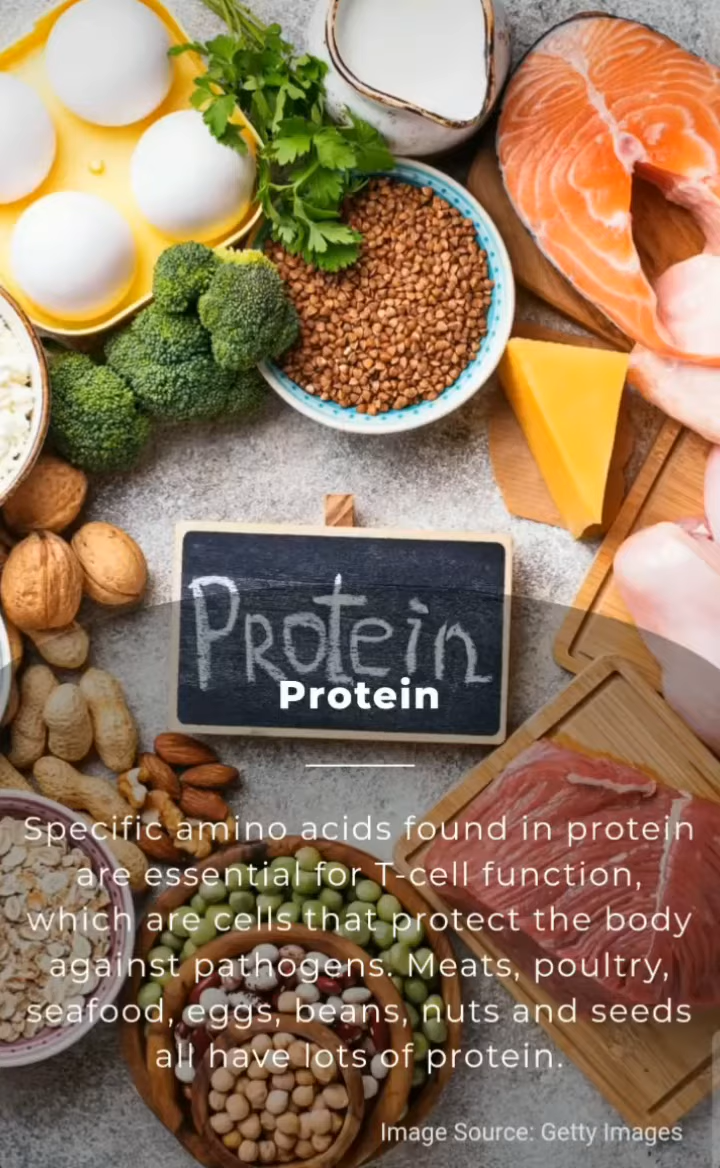 Protein
Protein
Specific amino acids found in protein
are essential for T-cell function,
which are cells that protect the body
against pathogens. Meats, poultry,
seafood, eggs, beans, nuts and seeds
all have lots of protein.
Image Source: Getty Images